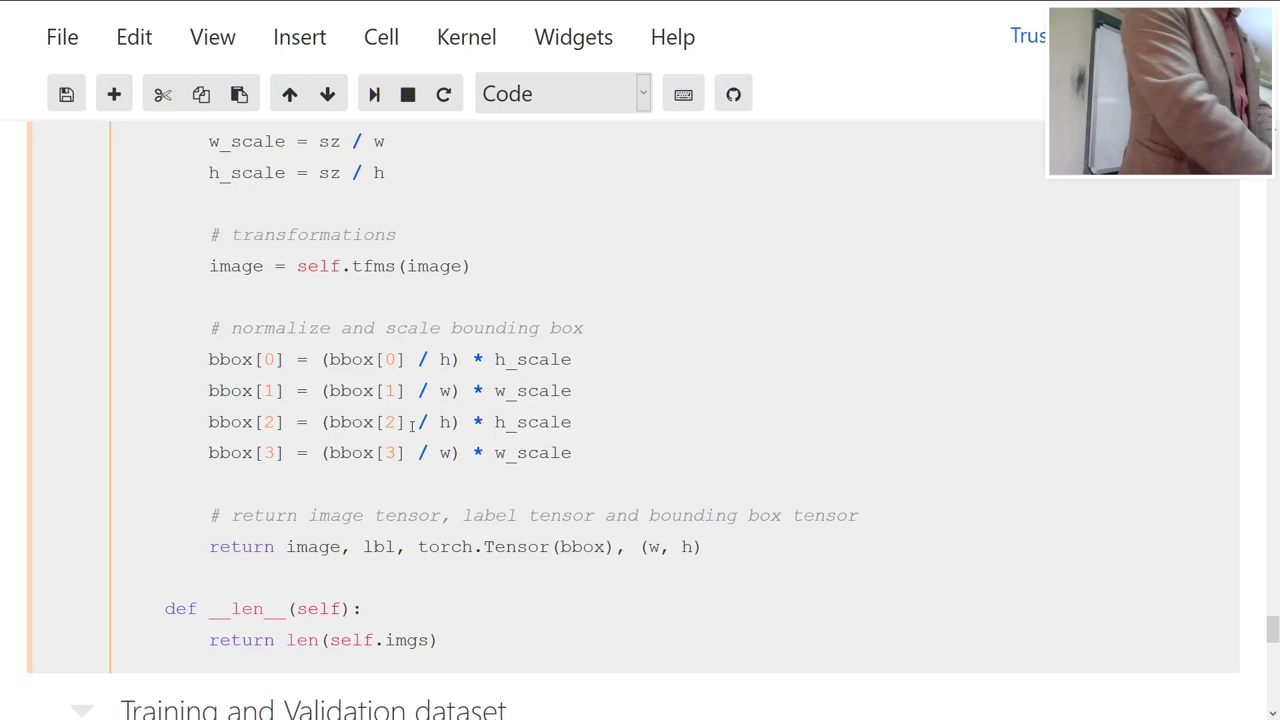 File Edit View Insert Cell Kernel Widgets Help Trus
Code
w_scale = sz / w
h_scale = sz / h
# transformations
image = self.tfms(image)
# normalize and scale bounding box
bbox[0] = (bbox[0] / h) * h_scale
bbox[1] = (bbox[1] / w) * w_scale
bbox[2] = (bbox[2] / h) * h_scale
bbox[3] = (bbox[3] / w) * w_scale
# return image tensor, label tensor and bounding box tensor
return image, lbl, torch.Tensor(bbox), (w, h)
def __len__(self):
return len(self.imgs)
Training and Validation dataset